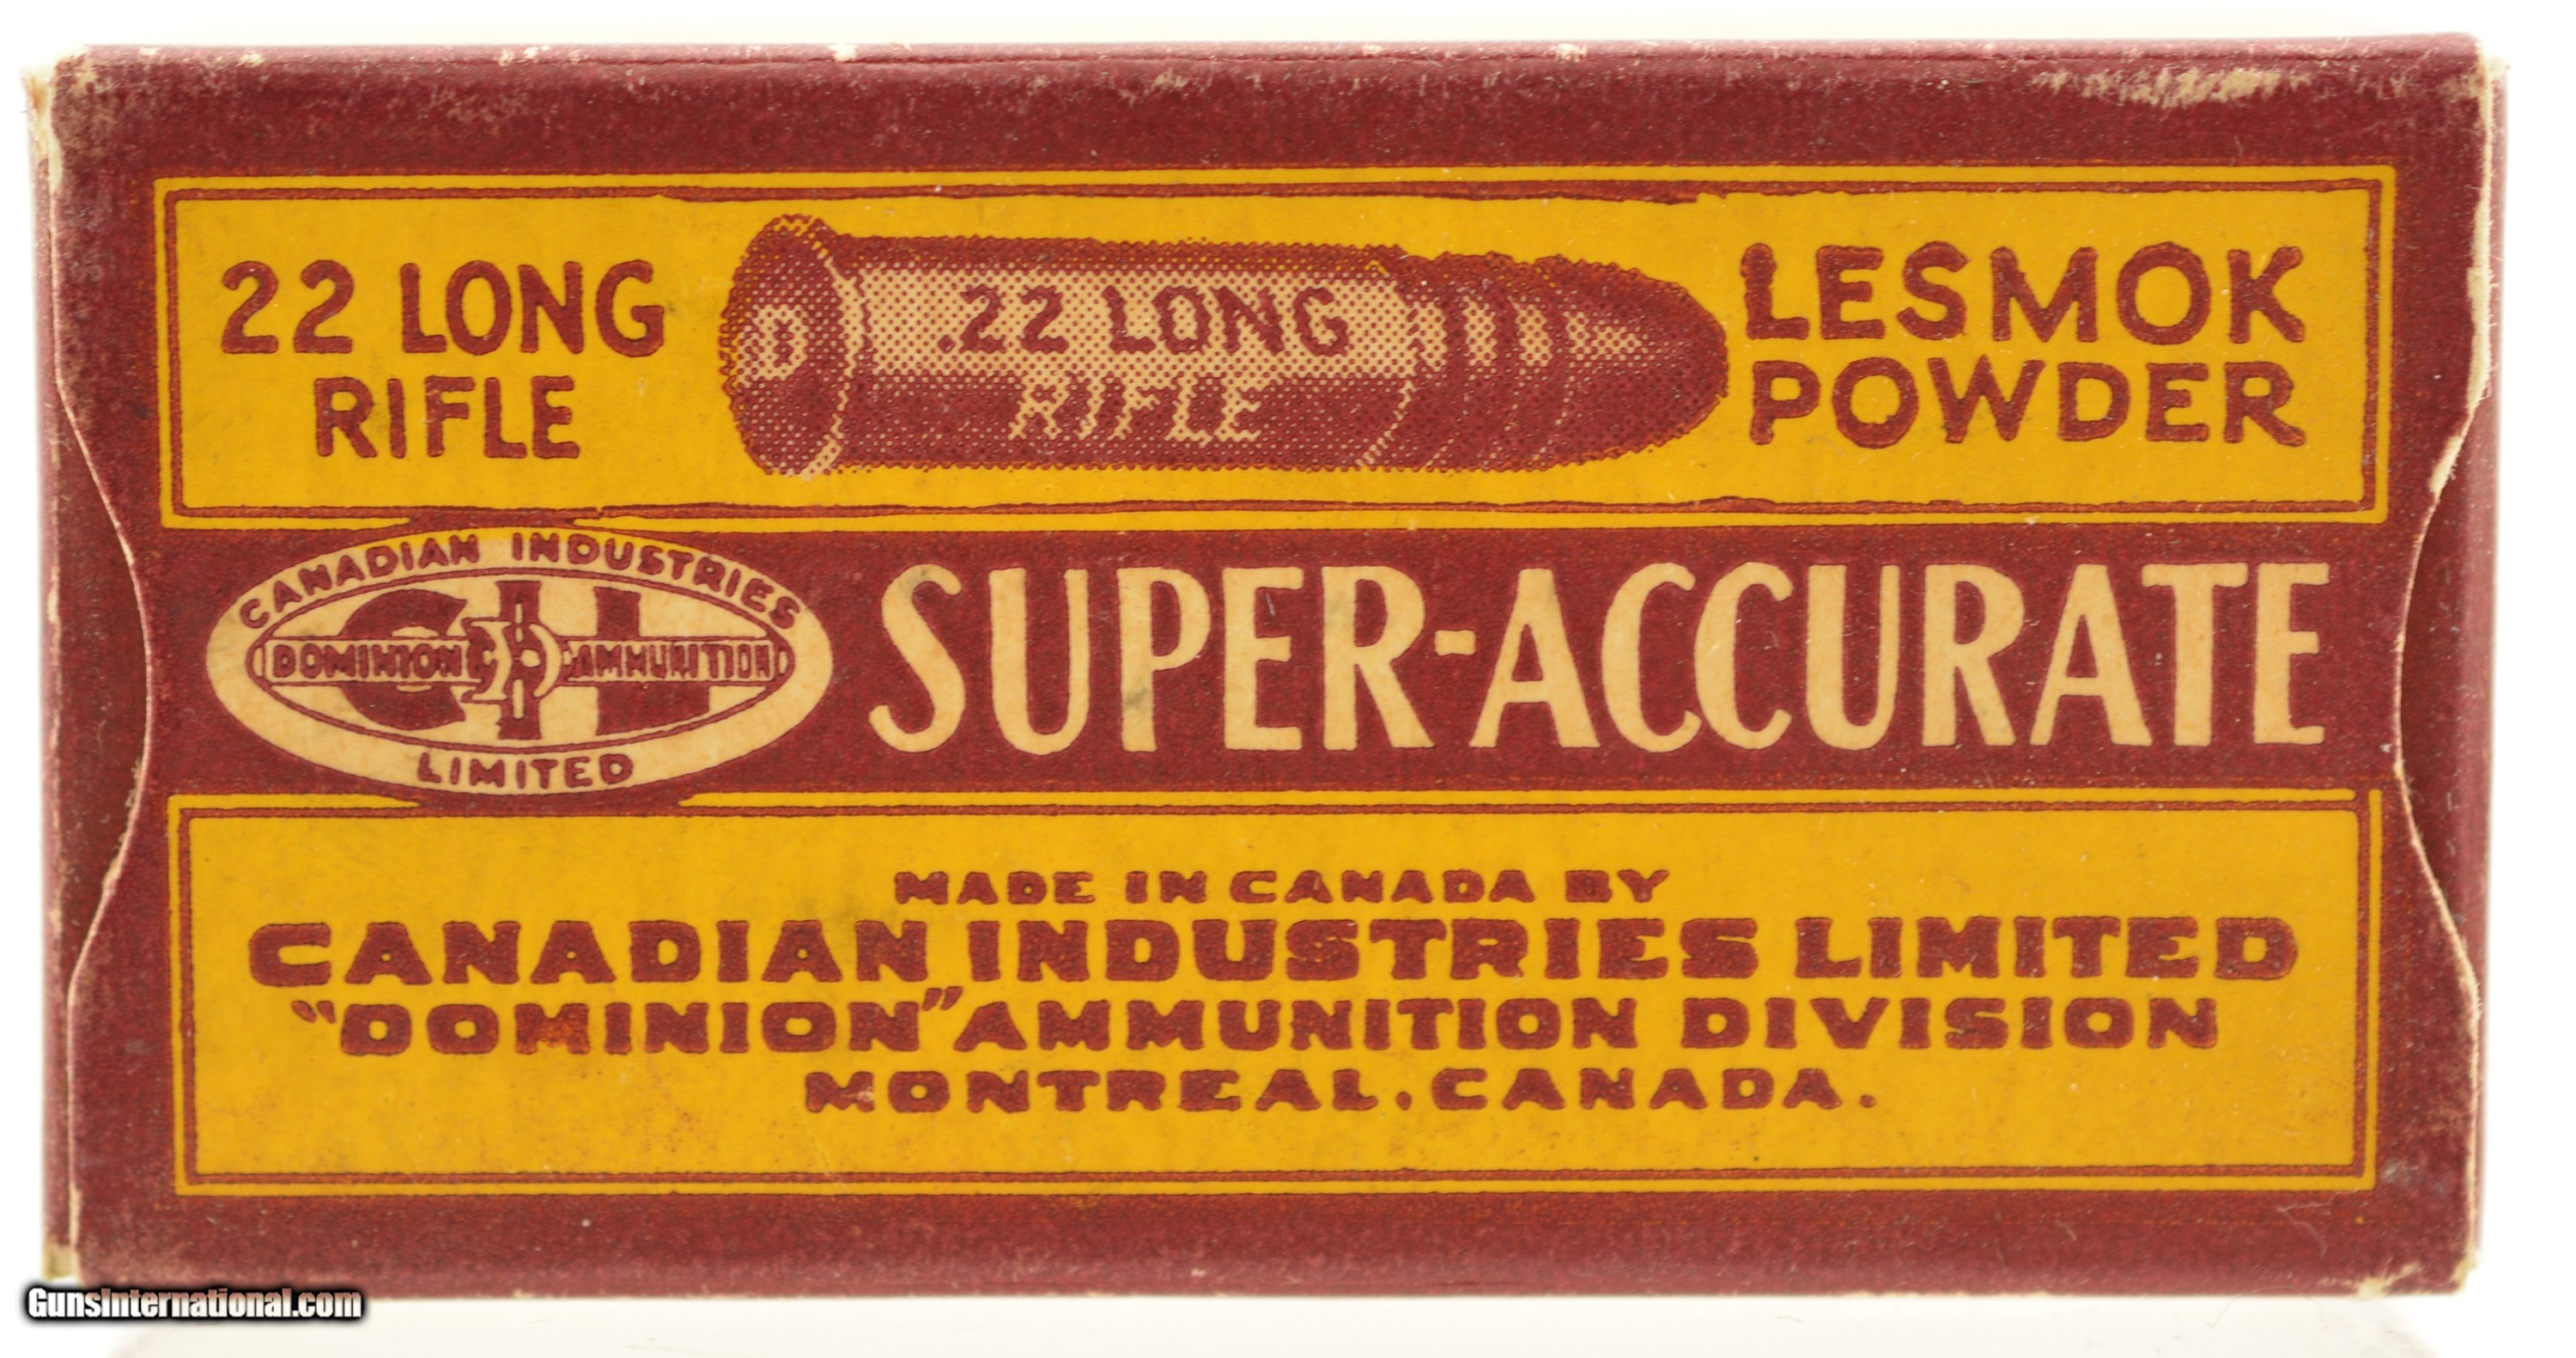 22 LONG
RIFLE
D
.22 LONG
RIFLE
LESMOK
POWDER
CANADIAN INDUSTRIES
CIL
DOMINION AMMUNITION
LIMITED
SUPER-ACCURATE
MADE IN CANADA BY
CANADIAN INDUSTRIES LIMITED
"DOMINION" AMMUNITION DIVISION
MONTREAL, CANADA.
GunsInternational.com